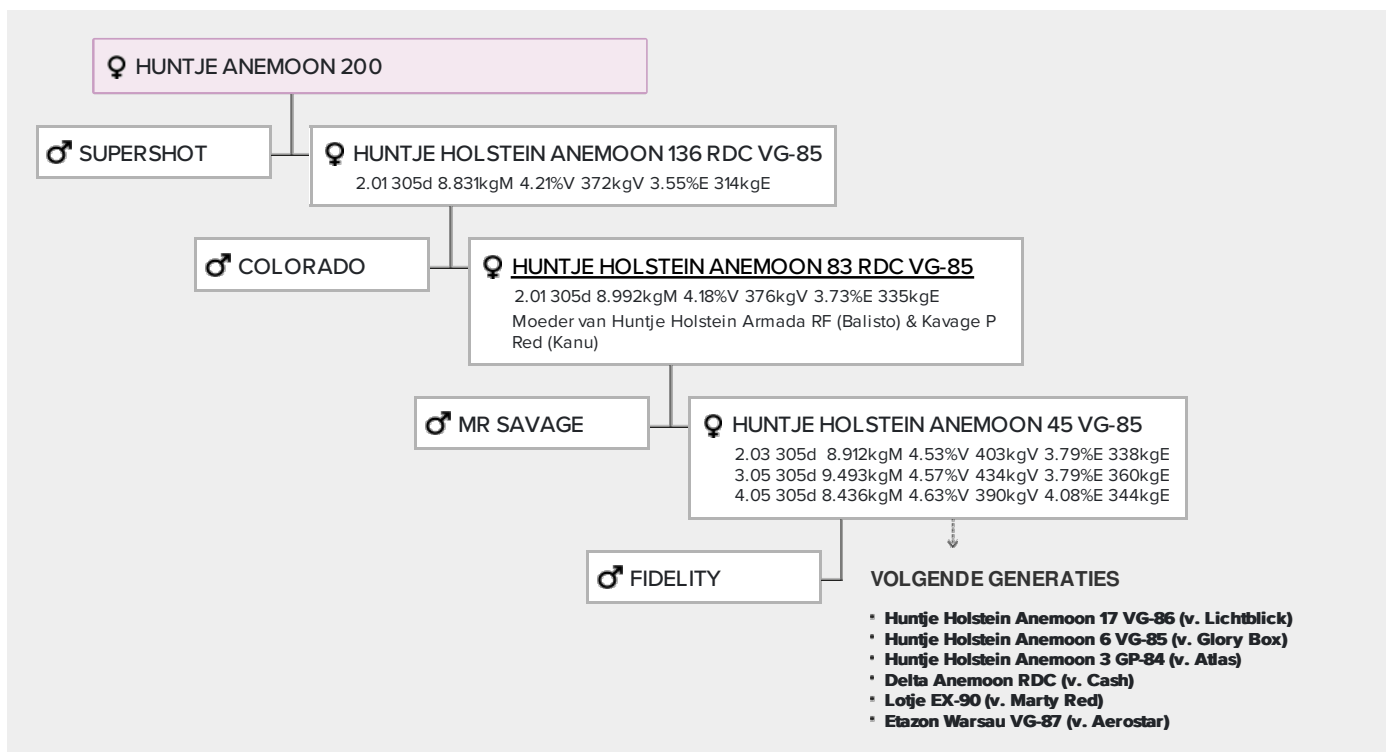 ♀ HUNTJE ANEMOON 200
♂ SUPERSHOT
♀ HUNTJE HOLSTEIN ANEMOON 136 RDC VG-85
2.01 305d 8.831kgM 4.21%V 372kgV 3.55%E 314kgE
♂ COLORADO
♀ HUNTJE HOLSTEIN ANEMOON 83 RDC VG-85
2.01 305d 8.992kgM 4.18%V 376kgV 3.73%E 335kgE
Moeder van Huntje Holstein Armada RF (Balisto) & Kavage P
Red (Kanu)
♂ MR SAVAGE
♀ HUNTJE HOLSTEIN ANEMOON 45 VG-85
2.03 305d 8.912kgM 4.53%V 403kgV 3.79%E 338kgE
3.05 305d 9.493kgM 4.57%V 434kgV 3.79%E 360kgE
4.05 305d 8.436kgM 4.63%V 390kgV 4.08%E 344kgE
♂ FIDELITY
VOLGENDE GENERATIES
· Huntje Holstein Anemoon 17 VG-86 (v. Lichtblick)
· Huntje Holstein Anemoon 6 VG-85 (v. Glory Box)
· Huntje Holstein Anemoon 3 GP-84 (v. Atlas)
· Delta Anemoon RDC (v. Cash)
· Lotje EX-90 (v. Marty Red)
· Etazon Warsau VG-87 (v. Aerostar)